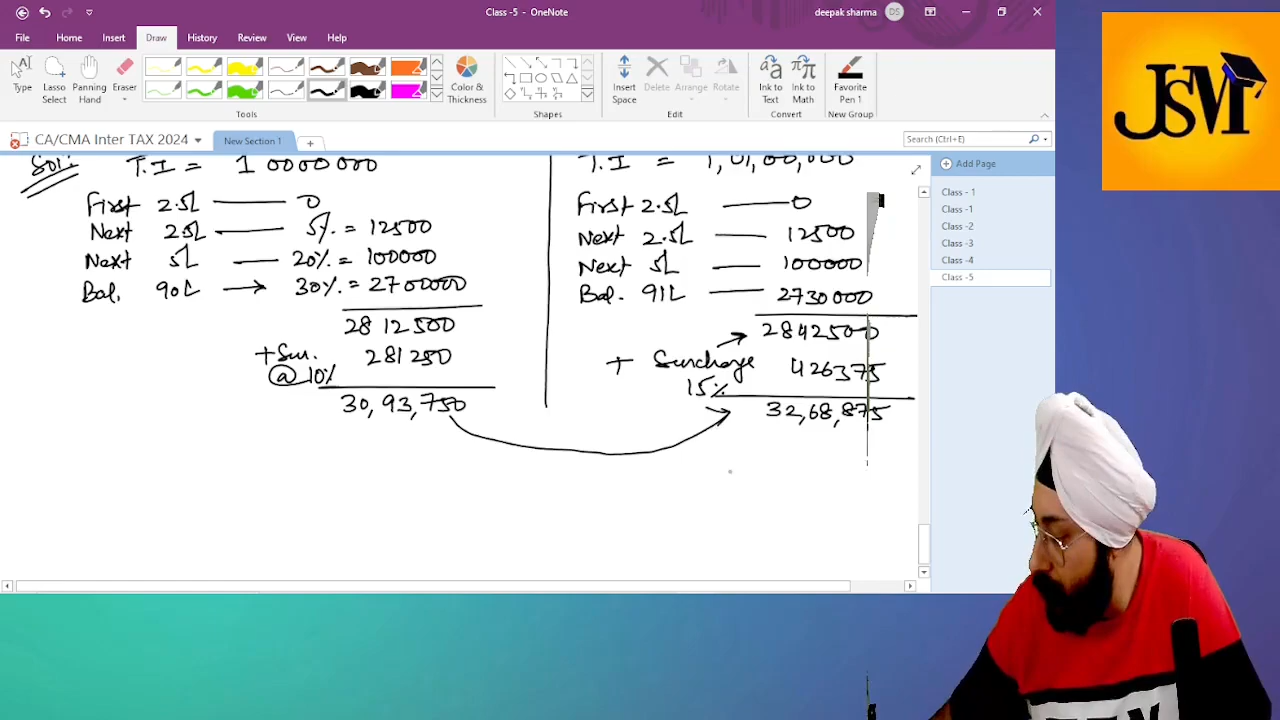 Class -5 - OneNote
deepak sharma
DS
File Home Insert Draw History Review View Help
Type
Lasso Select
Panning Hand
Eraser
Color & Thickness
Insert Space
Delete
Arrange
Rotate
Ink to Text
Ink to Math
Favorite Pen 1
Tools
Shapes
Edit
Convert
New Group
CA/CMA Inter TAX 2024
New Section 1
Search (Ctrl+E)
Add Page
Class - 1
Class -1
Class -2
Class -3
Class -4
Class -5
Sol:
T.I = 1 0000000
First 2.5L 0
Next 2.5L 5% = 12500
Next 5L 20% = 100000
Bal. 90L → 30% = 2700000
28 12 500
+ Sur. 281250
@ 10%
30,93,750
T.I = 1,01,00,000
First 2.5L 0
Next 2.5L 12500
Next 5L 100000
Bal. 91L 2730000
2842500
+ Surcharge 426375
15%
32,68,875
JSM